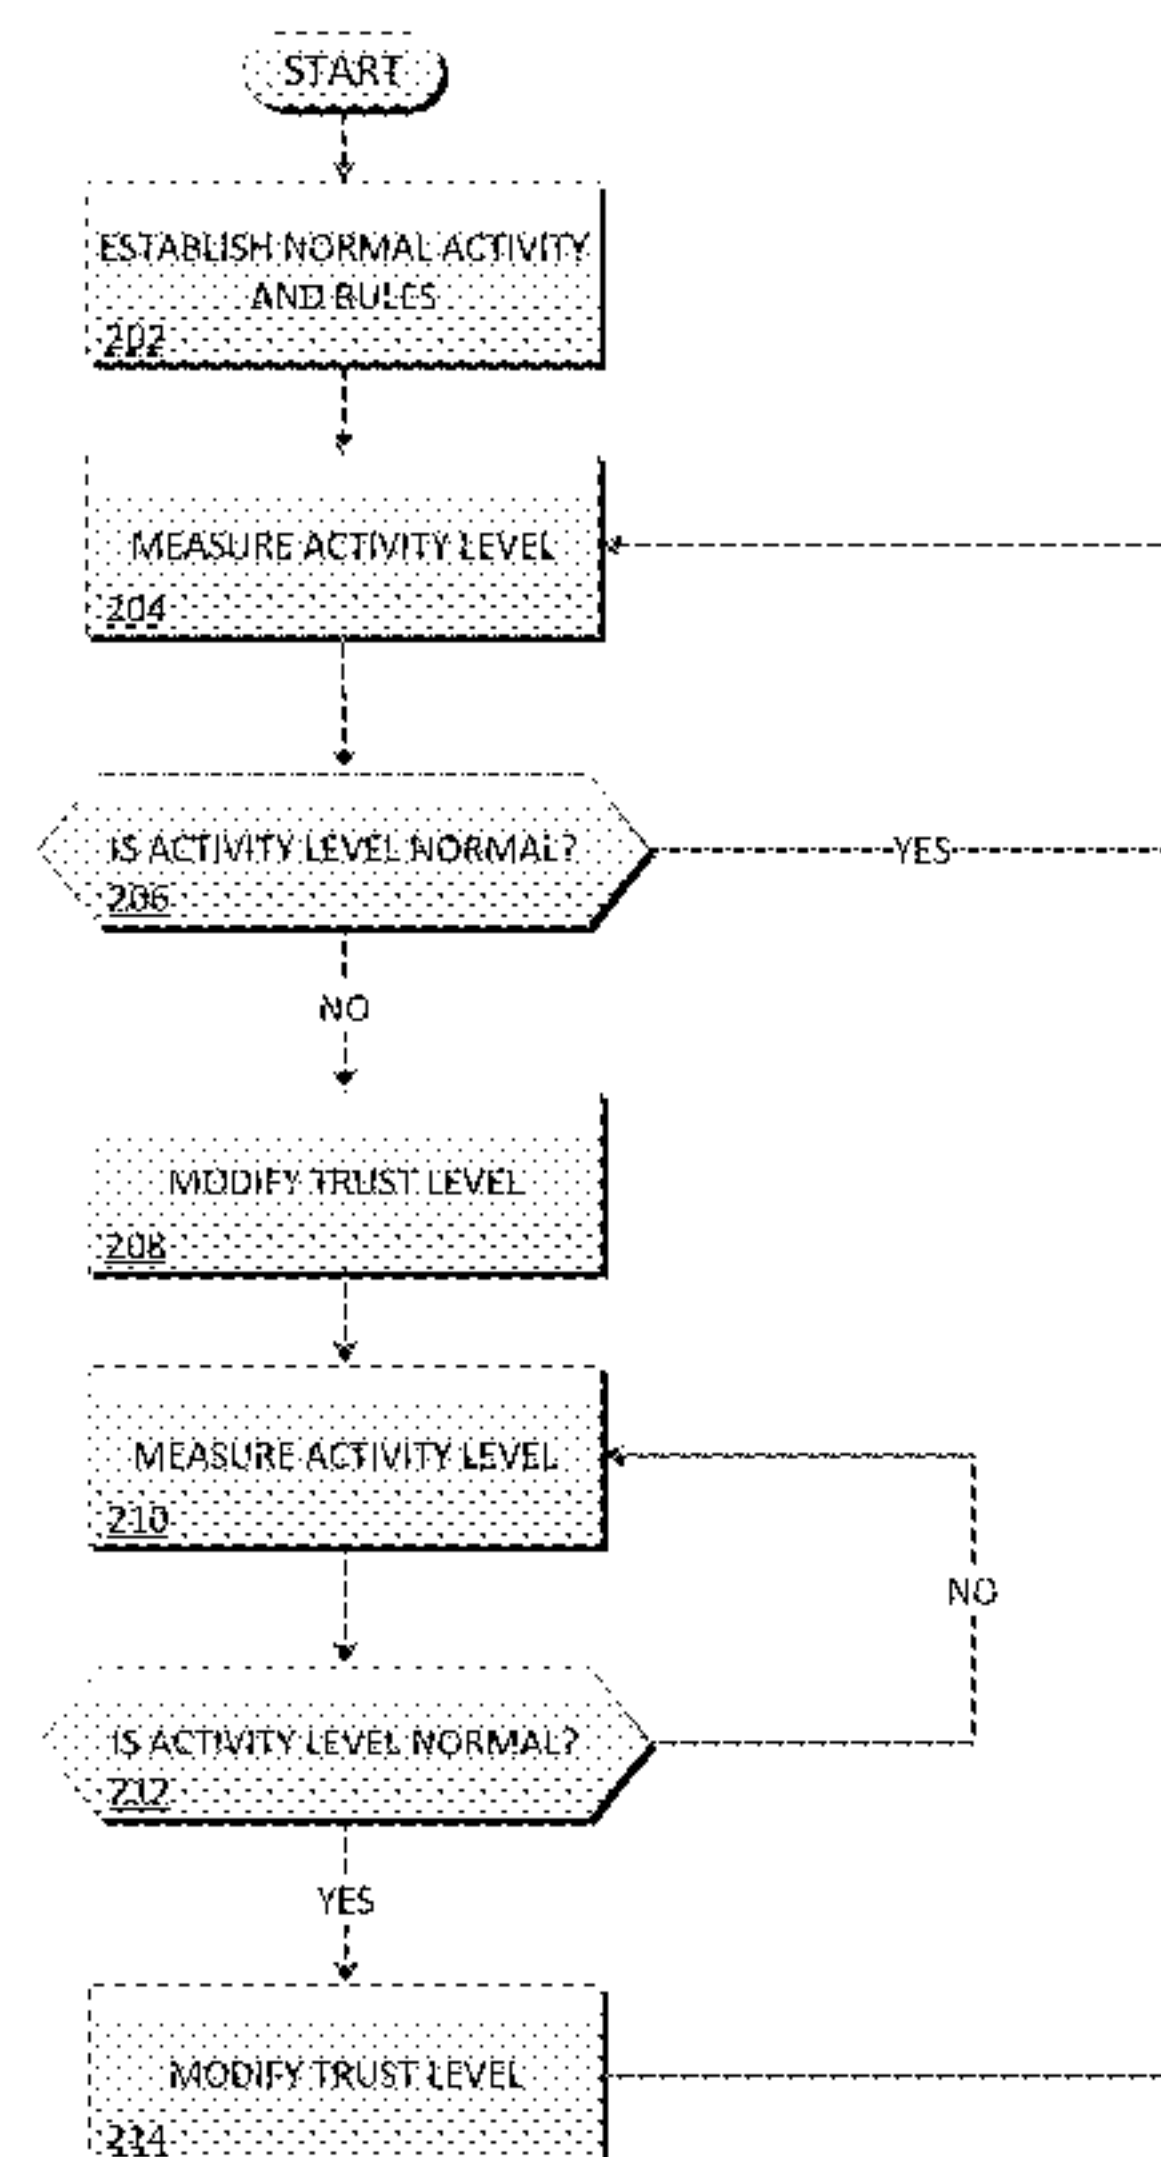 START
ESTABLISH NORMAL ACTIVITY
AND RULES
202
MEASURE ACTIVITY LEVEL
204
IS ACTIVITY LEVEL NORMAL?
206
YES
NO
MODIFY TRUST LEVEL
208
MEASURE ACTIVITY LEVEL
210
NO
IS ACTIVITY LEVEL NORMAL?
212
YES
MODIFY TRUST LEVEL
214